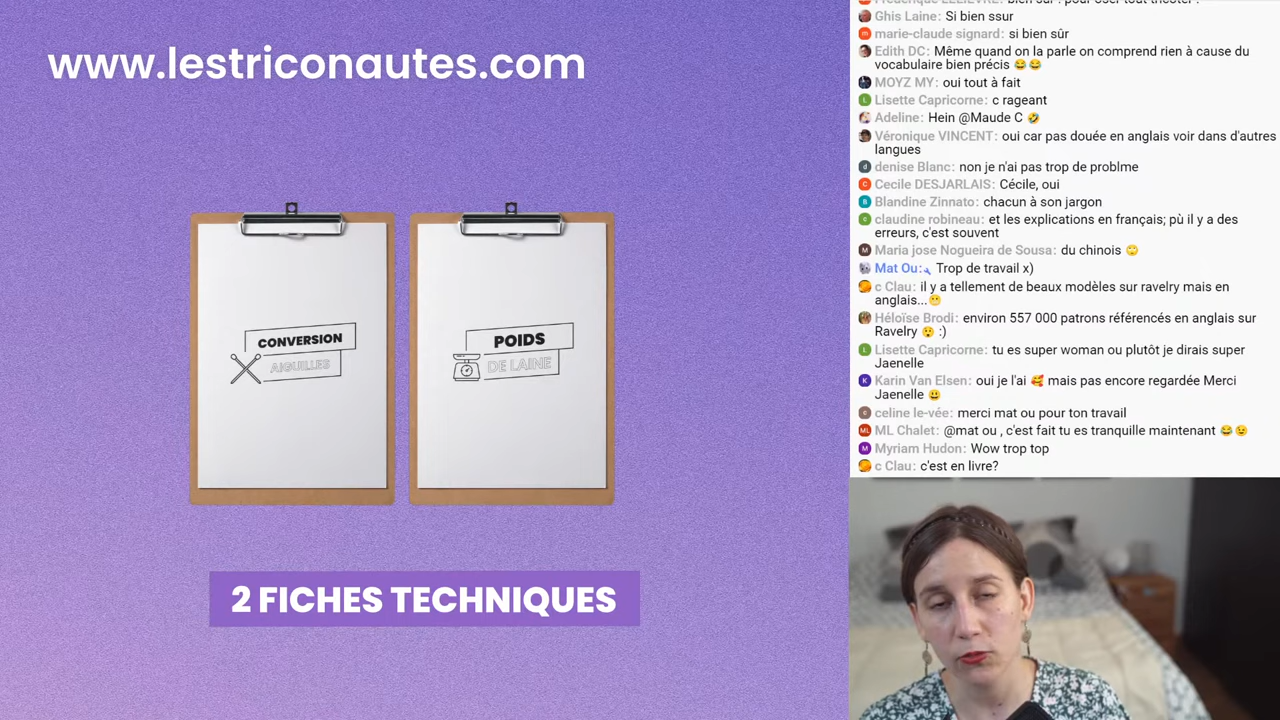 www.lestriconautes.com
CONVERSION
AIGUILLES
POIDS
DE LAINE
2 FICHES TECHNIQUES
Ghis Laine: Si bien ssur
marie-claude signard: si bien sûr
Edith DC: Même quand on la parle on comprend rien à cause du
vocabulaire bien précis 😂😂
MOYZ MY: oui tout à fait
Lisette Capricorne: c rageant
Adeline: Hein @Maude C 🤣
Véronique VINCENT: oui car pas douée en anglais voir dans d'autres
langues
denise Blanc: non je n'ai pas trop de problme
Cecile DESJARLAIS: Cécile, oui
Blandine Zinnato: chacun à son jargon
claudine robineau: et les explications en français; pù il y a des
erreurs, c'est souvent
Maria jose Nogueira de Sousa: du chinois 🙄
Mat Ou: Trop de travail x)
c Clau: il y a tellement de beaux modèles sur ravelry mais en
anglais...😬
Héloïse Brodi: environ 557 000 patrons référencés en anglais sur
Ravelry 😲 :)
Lisette Capricorne: tu es super woman ou plutôt je dirais super
Jaenelle
Karin Van Elsen: oui je l'ai 🥰 mais pas encore regardée Merci
Jaenelle 😃
celine le-vée: merci mat ou pour ton travail
ML Chalet: @mat ou , c'est fait tu es tranquille maintenant 😂😉
Myriam Hudon: Wow trop top
c Clau: c'est en livre?